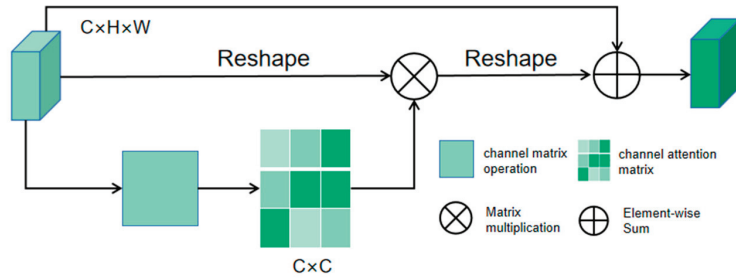 C×H×W
Reshape
Reshape
channel matrix
operation
channel attention
matrix
Matrix
multiplication
Element-wise
Sum
C×C